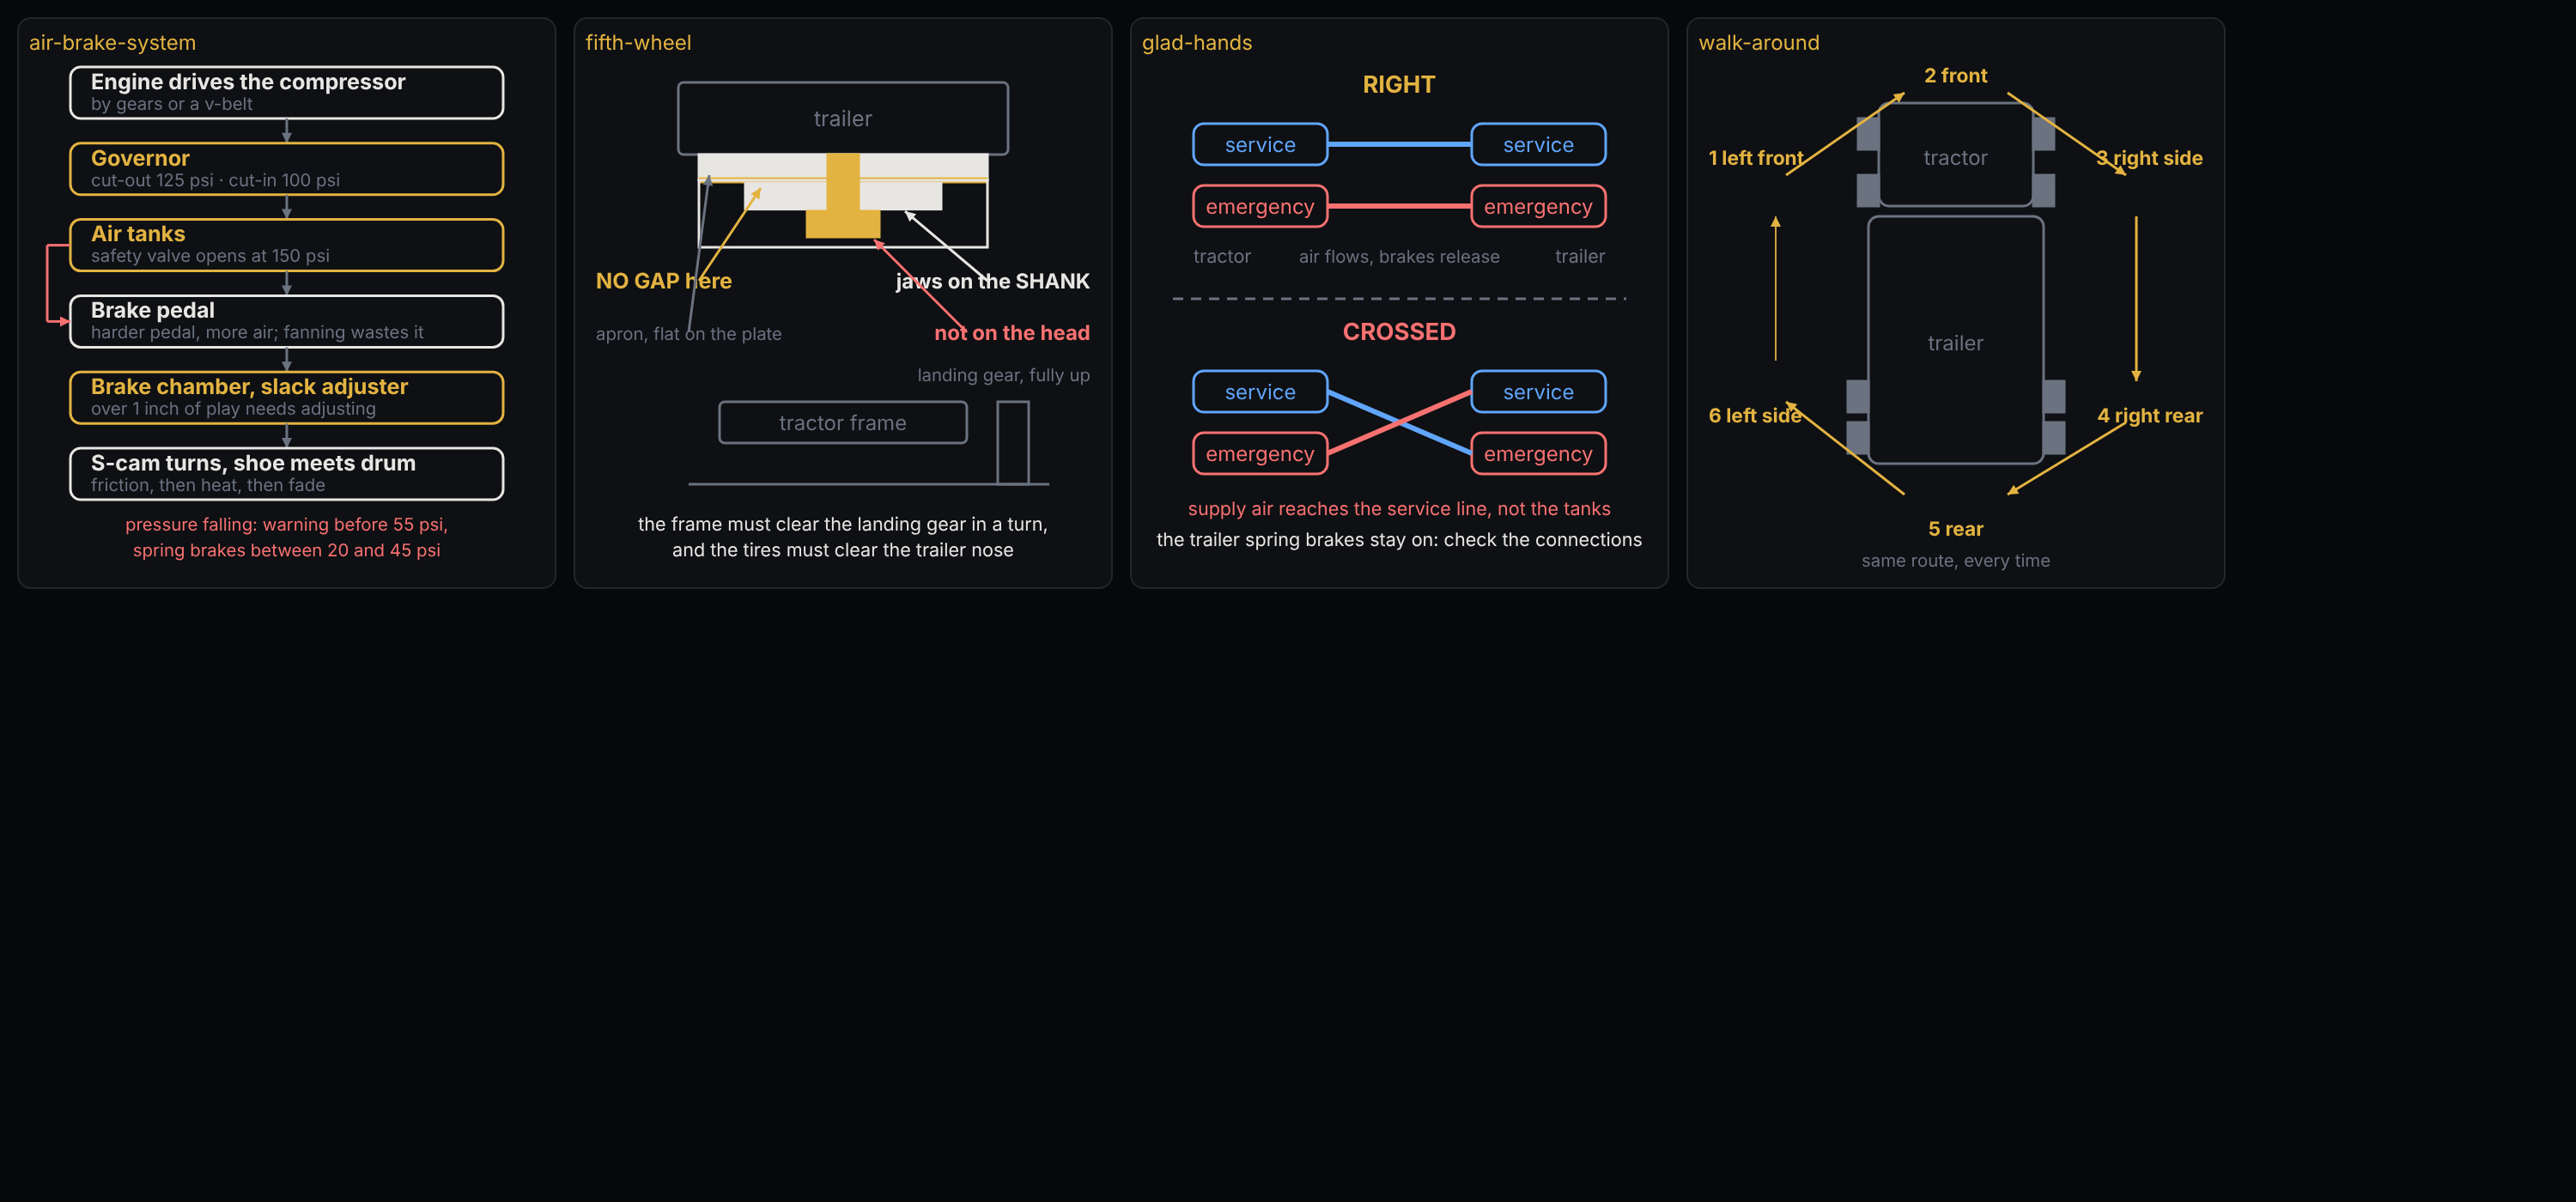 air-brake-system
Engine drives the compressor
by gears or a v-belt
Governor
cut-out 125 psi · cut-in 100 psi
Air tanks
safety valve opens at 150 psi
Brake pedal
harder pedal, more air; fanning wastes it
Brake chamber, slack adjuster
over 1 inch of play needs adjusting
S-cam turns, shoe meets drum
friction, then heat, then fade
pressure falling: warning before 55 psi,
spring brakes between 20 and 45 psi
fifth-wheel
trailer
NO GAP here
jaws on the SHANK
apron, flat on the plate
not on the head
landing gear, fully up
tractor frame
the frame must clear the landing gear in a turn,
and the tires must clear the trailer nose
glad-hands
RIGHT
service
service
emergency
emergency
tractor
air flows, brakes release
trailer
CROSSED
service
service
emergency
emergency
supply air reaches the service line, not the tanks
the trailer spring brakes stay on: check the connections
walk-around
2 front
1 left front
tractor
3 right side
trailer
6 left side
4 right rear
5 rear
same route, every time